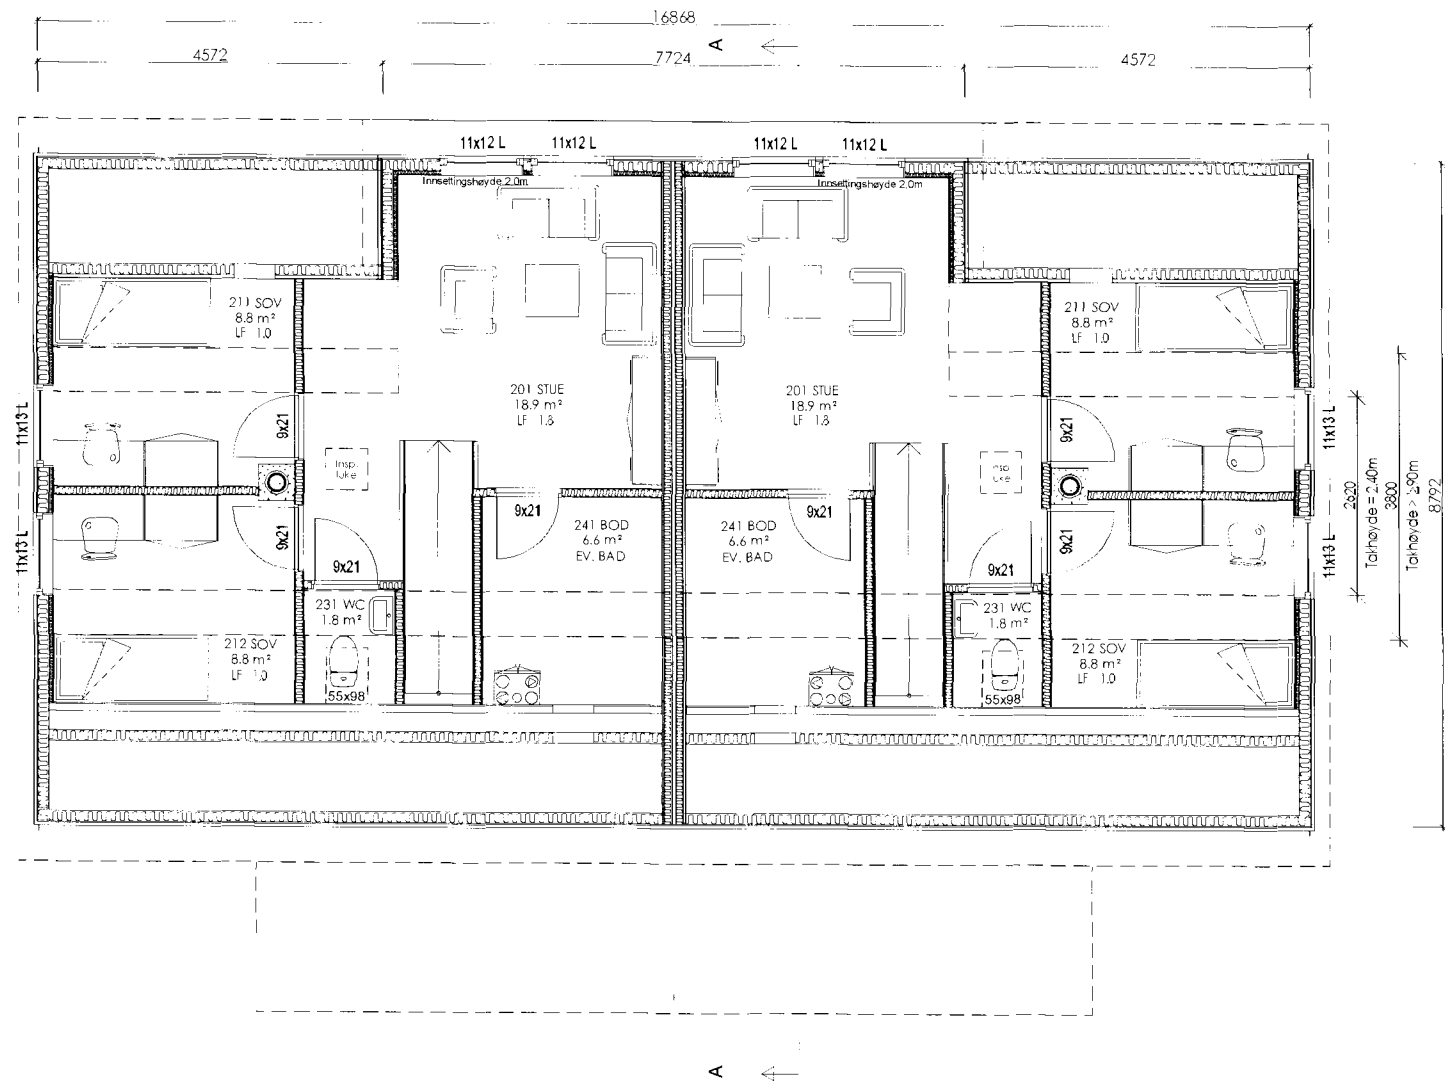 16868
A
4572
7724
4572
11x12 L
11x12 L
11x12 L
11x12 L
Innsettingshøyde 2,0m
Innsettingshøyde 2,0m
211 SOV
8.8 m²
LF 1.0
211 SOV
8.8 m²
LF 1.0
201 STUE
18.9 m²
LF 1.8
201 STUE
18.9 m²
LF 1.8
11x13 L
9x21
9x21
11x13 L
Insp.
luke
insp
luke
9x21
9x21
241 BOD
6.6 m²
EV. BAD
241 BOD
6.6 m²
EV. BAD
11x13 L
9x21
9x21
11x13 L
9x21
9x21
2620
Takhøyde = 2.40m
3800
Takhøyde > 1.90m
8792
231 WC
1.8 m²
231 WC
1.8 m²
212 SOV
8.8 m²
LF 1.0
212 SOV
8.8 m²
LF 1.0
55x98
55x98
A